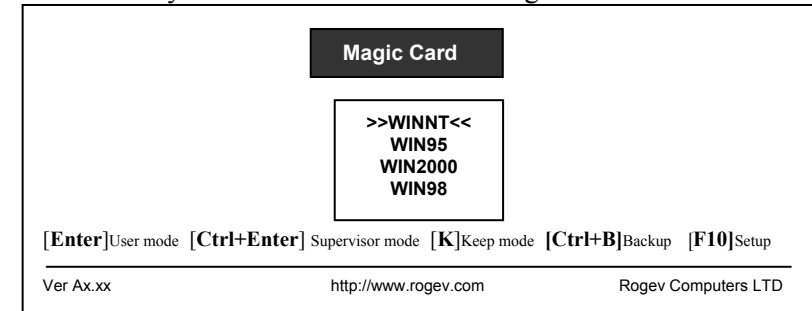 Magic Card
>>WINNT<<
WIN95
WIN2000
WIN98
[Enter]User mode [Ctrl+Enter] Supervisor mode [K]Keep mode [Ctrl+B]Backup [F10]Setup
Ver Ax.xx http://www.rogev.com Rogev Computers LTD